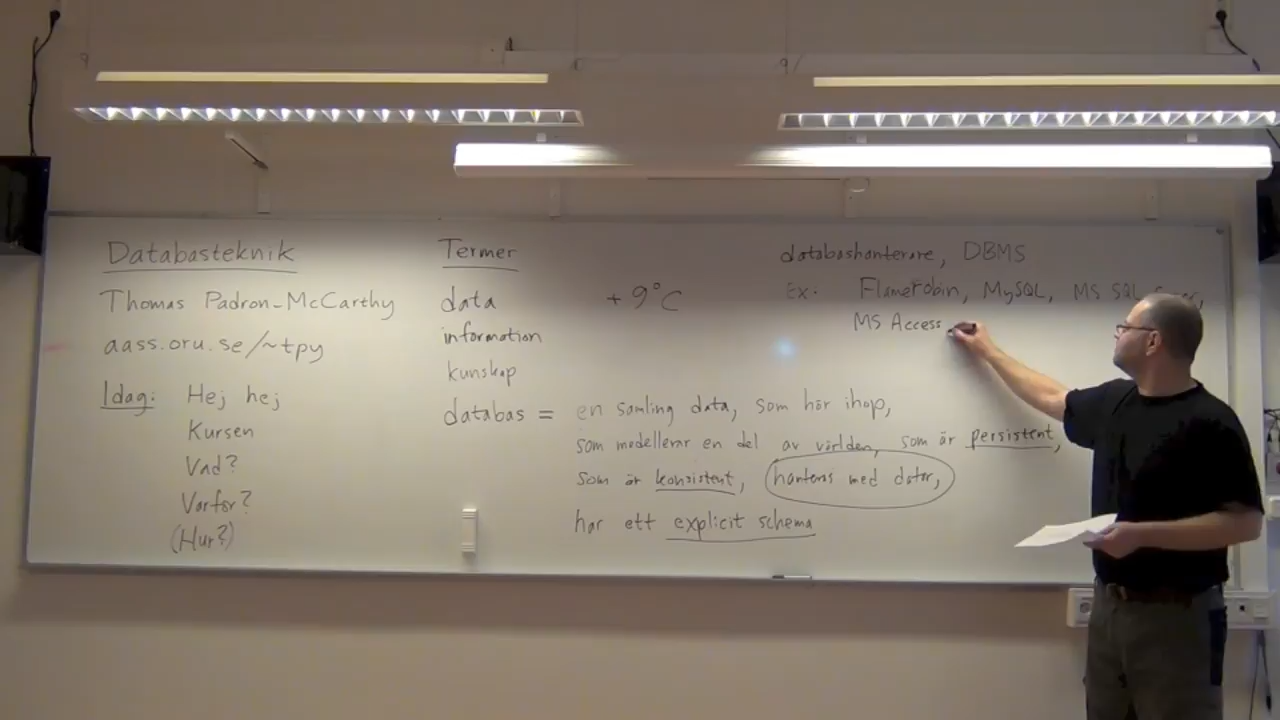 Databasteknik
Thomas Padron-McCarthy
aass.oru.se/~tpy
Idag: Hej hej
Kursen
Vad?
Varför?
(Hur?)
Termer
data +9°C
information
kunskap
databas = en samling data, som hör ihop,
som modellerar en del av världen, som är persistent,
som är konsistent, hanteras med dator,
har ett explicit schema
databashanterare, DBMS
Ex: Flamerobin, MySQL, MS SQL
MS Access